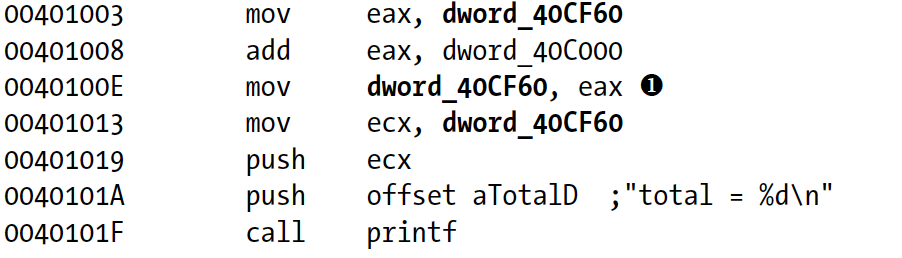 00401003 mov eax, dword_40CF60
00401008 add eax, dword_40C000
0040100E mov dword_40CF60, eax ❶
00401013 mov ecx, dword_40CF60
00401019 push ecx
0040101A push offset aTotalD ;"total = %d\n"
0040101F call printf